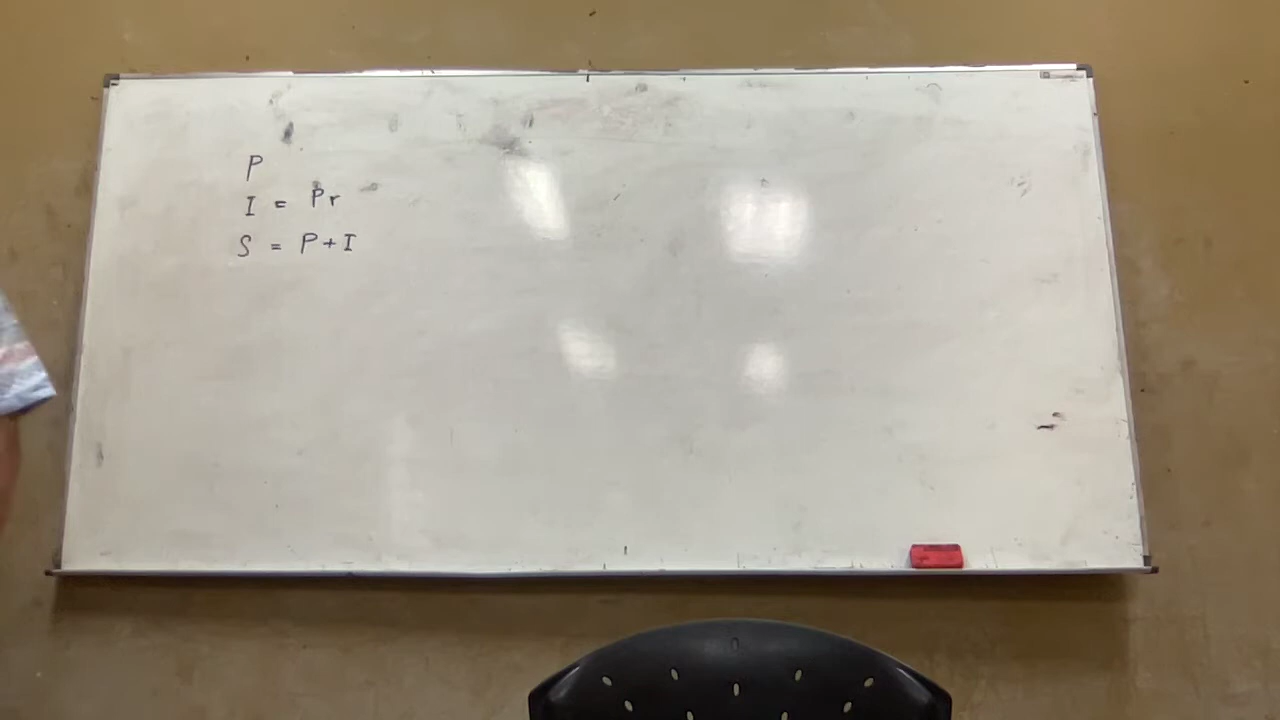 P
I = Pr
S = P + I